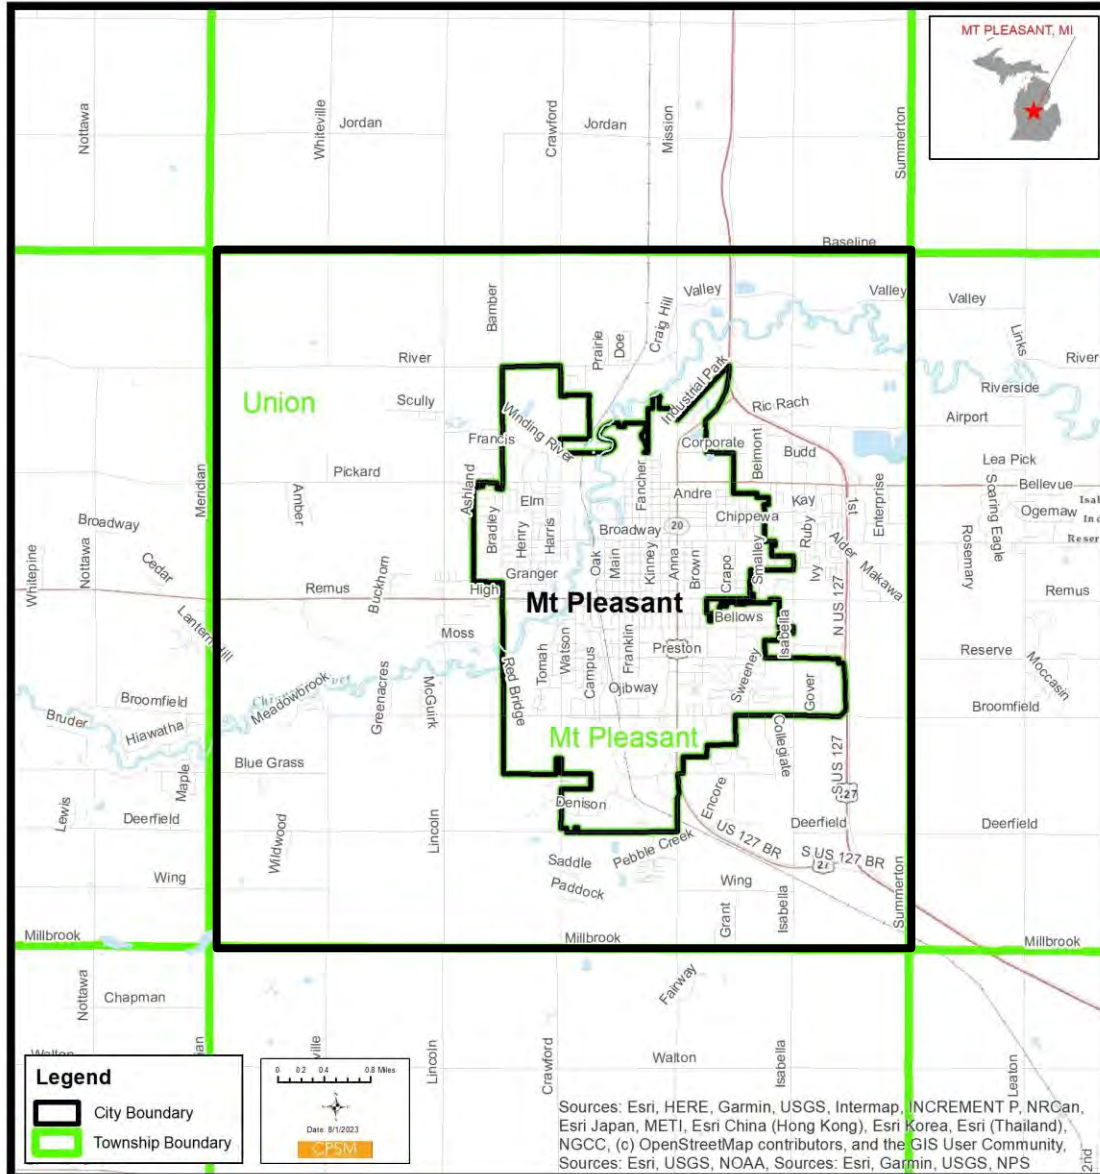 MT PLEASANT, MI
Nottawa
Whiteville
Jordan
Crawford
Jordan
Mission
Summerton
Baseline
Bamber
Valley
Valley
Valley
Craig Hill
Prairie
Doe
Links
River
River
Riverside
Industrial Park
Union
Scully
Ric Rach
Airport
Winding River
Francis
Corporate
Belmont
Budd
Lea Pick
Pickard
Meridian
Ashland
Amber
Elm
Fancher
Andre
Kay
1st
Enterprise
Bellevue
Soaring Eagle
Ogemaw
Broadway
Bradley
Henry
Harris
Broadway
20
Chippewa
Ruby
Alder
Rosemary
Whitepine
Nottawa
Cedar
Buckhorn
Granger
Oak
Main
Kinney
Anna
Brown
Crapo
Smalley
Ivy
Makawa
Remus
High
Mt Pleasant
Remus
Lantern Hill
Moss
Bellows
Isabella
N US 127
Tomah
Watson
Campus
Franklin
Preston
Reserve
Moccasin
Red Bridge
Ojibway
Sweeney
Gover
Meadowbrook
Broomfield
Greenacres
McGuirk
Broomfield
Bruder
Hiawatha
Mt Pleasant
Collegiate
S US 127
Blue Grass
Maple
27
Lewis
Deerfield
Wildwood
Lincoln
Denison
Encore
US 127 BR
Deerfield
Deerfield
Pebble Creek
S US 127 BR
27
Saddle
Paddock
Wing
Wing
Grant
Isabella
Summerton
Millbrook
Millbrook
Millbrook
Nottawa
Chapman
Fairway
Lincoln
Crawford
Walton
Isabella
Leaton
Legend
City Boundary
Township Boundary
0 0.2 0.4 0.8 Miles
Date: 8/1/2023
CPSM
Sources: Esri, HERE, Garmin, USGS, Intermap, INCREMENT P, NRCan,
Esri Japan, METI, Esri China (Hong Kong), Esri Korea, Esri (Thailand),
NGCC, (c) OpenStreetMap contributors, and the GIS User Community,
Sources: Esri, USGS, NOAA, Sources: Esri, Garmin, USGS, NPS